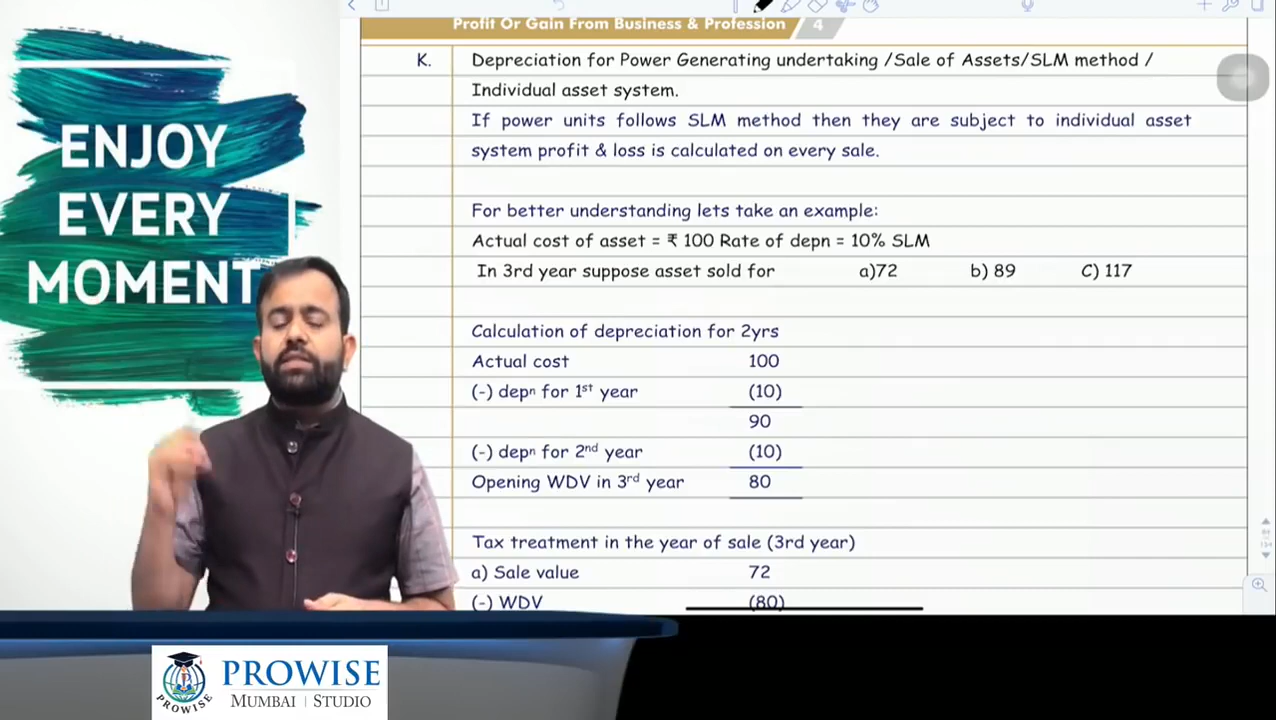 Profit Or Gain From Business & Profession 4
K. Depreciation for Power Generating undertaking /Sale of Assets/SLM method /
Individual asset system.
If power units follows SLM method then they are subject to individual asset
system profit & loss is calculated on every sale.
For better understanding lets take an example:
Actual cost of asset = ₹ 100 Rate of depn = 10% SLM
In 3rd year suppose asset sold for a)72 b) 89 C) 117
Calculation of depreciation for 2yrs
Actual cost 100
(-) depn for 1st year (10)
90
(-) depn for 2nd year (10)
Opening WDV in 3rd year 80
Tax treatment in the year of sale (3rd year)
a) Sale value 72
(-) WDV (80)
ENJOY
EVERY
MOMENT
PROWISE
PROWISE
MUMBAI | STUDIO